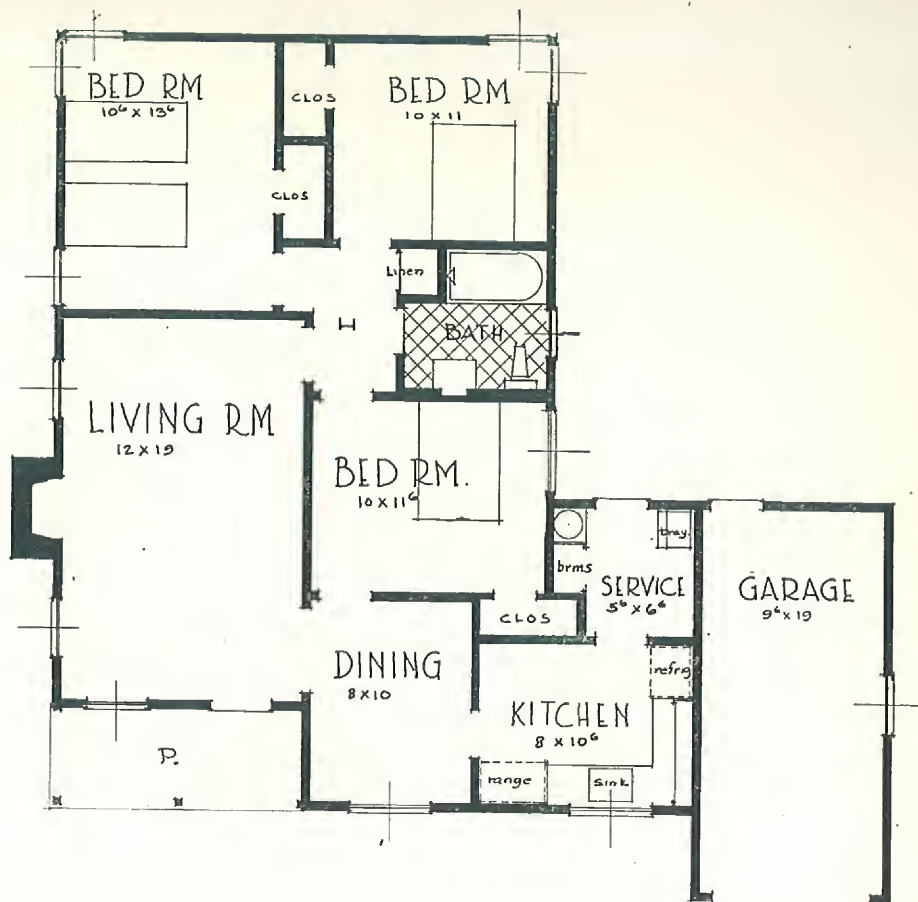 BED RM
10⁶ X 13⁶
CLOS
BED RM
10 X 11
CLOS
Linen
H
BATH
LIVING RM
12 X 19
BED RM.
10 X 11⁶
tray.
brms
SERVICE
5⁶ X 6⁶
GARAGE
9⁶ X 19
CLOS
DINING
8 X 10
refrig
KITCHEN
8 X 10⁶
P.
range
Sink